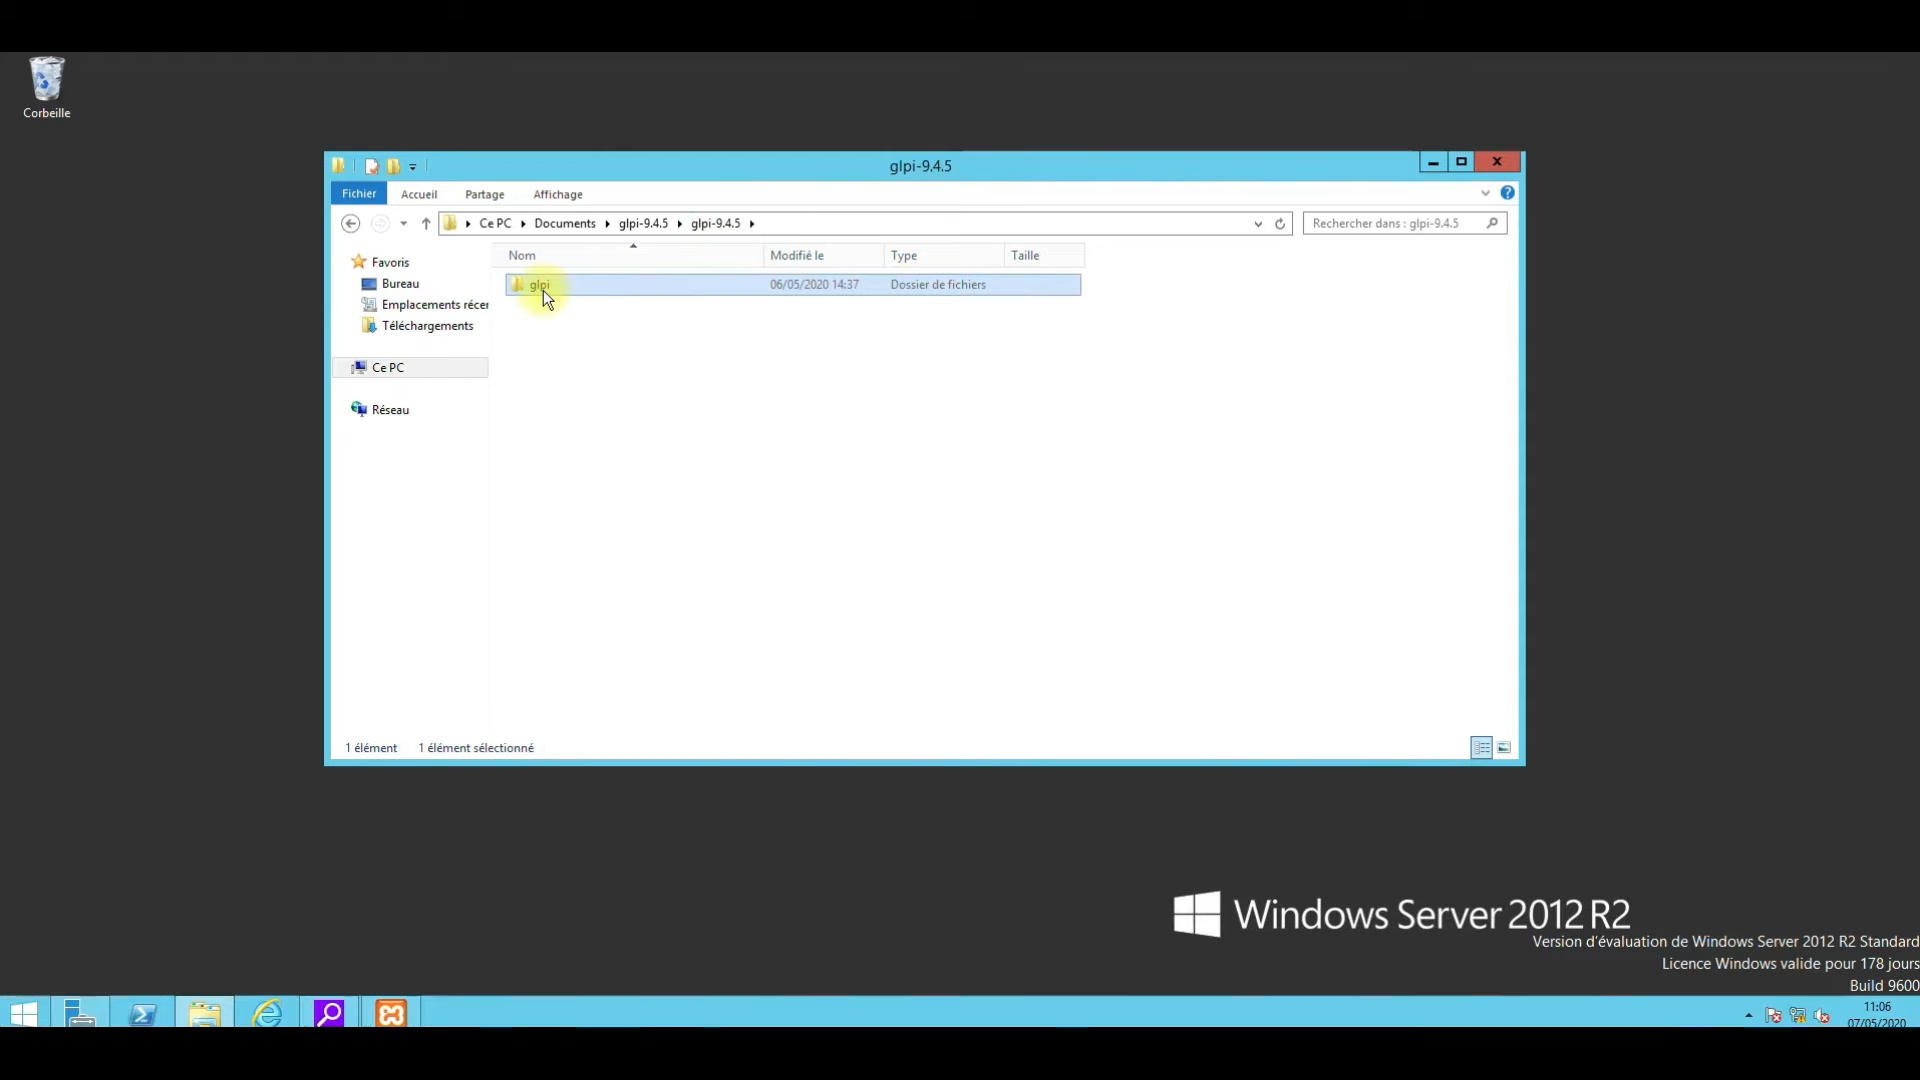 Corbeille
glpi-9.4.5
Fichier Accueil Partage Affichage
Ce PC Documents glpi-9.4.5 glpi-9.4.5
Rechercher dans : glpi-9.4.5
Nom Modifié le Type Taille
Favoris
glpi 06/05/2020 14:37 Dossier de fichiers
Bureau
Emplacements récer
Téléchargements
Ce PC
Réseau
1 élément 1 élément sélectionné
Windows Server 2012 R2
Version d'évaluation de Windows Server 2012 R2 Standard
Licence Windows valide pour 178 jours
Build 9600
11:06
07/05/2020